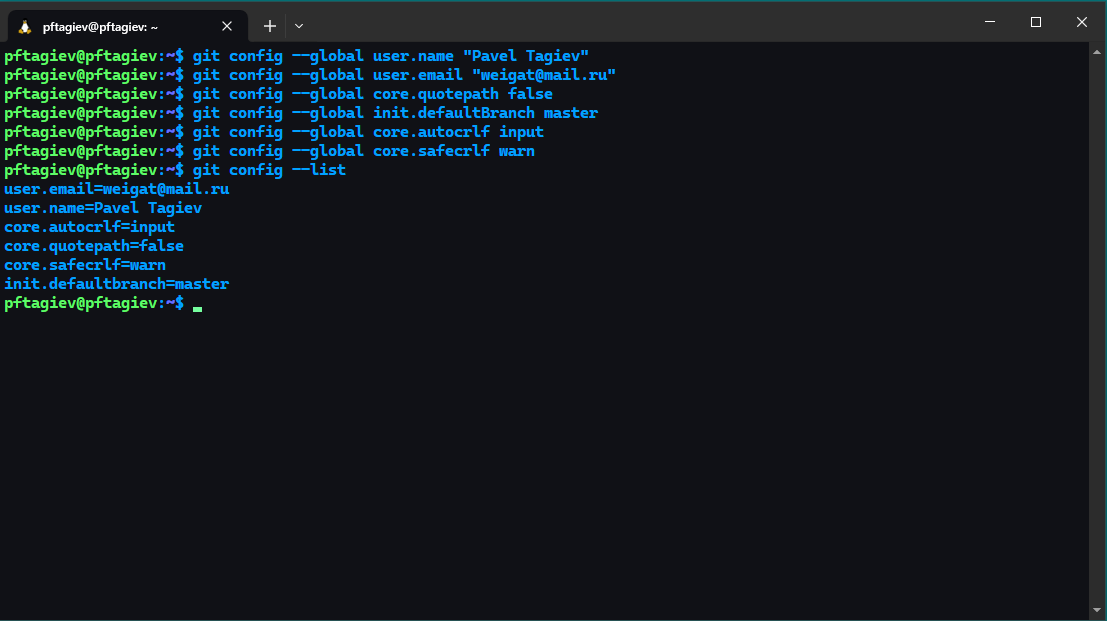 pftagiev@pftagiev: ~
pftagiev@pftagiev:~$ git config --global user.name "Pavel Tagiev"
pftagiev@pftagiev:~$ git config --global user.email "weigat@mail.ru"
pftagiev@pftagiev:~$ git config --global core.quotepath false
pftagiev@pftagiev:~$ git config --global init.defaultBranch master
pftagiev@pftagiev:~$ git config --global core.autocrlf input
pftagiev@pftagiev:~$ git config --global core.safecrlf warn
pftagiev@pftagiev:~$ git config --list
user.email=weigat@mail.ru
user.name=Pavel Tagiev
core.autocrlf=input
core.quotepath=false
core.safecrlf=warn
init.defaultbranch=master
pftagiev@pftagiev:~$